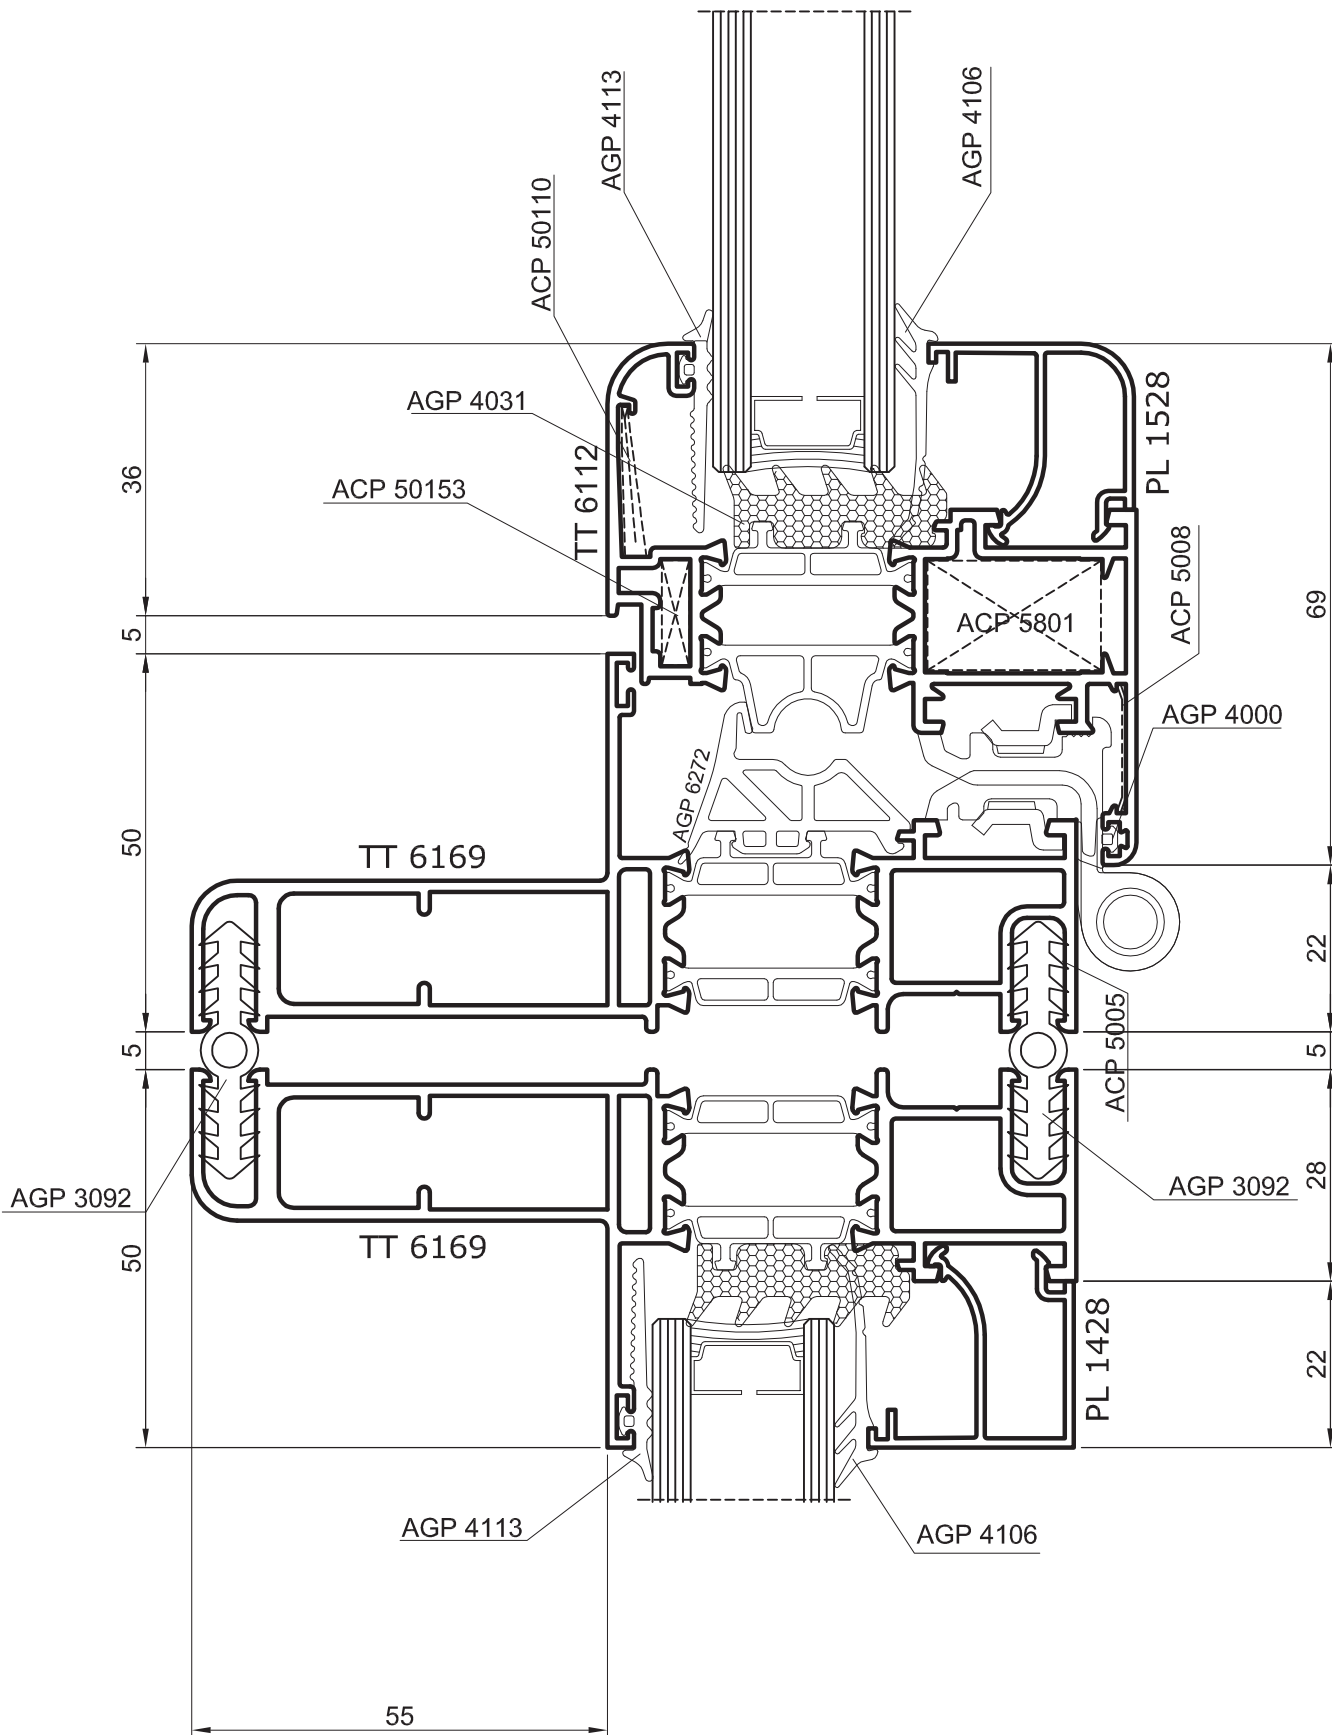 AGP 4113
AGP 4106
ACP 50110
AGP 4031
ACP 50153
TT 6112
PL 1528
ACP 5801
ACP 5008
AGP 4000
AGP 6272
TT 6169
ACP 5005
AGP 3092
AGP 3092
TT 6169
PL 1428
AGP 4113
AGP 4106
36
5
50
5
50
69
22
5
28
22
55